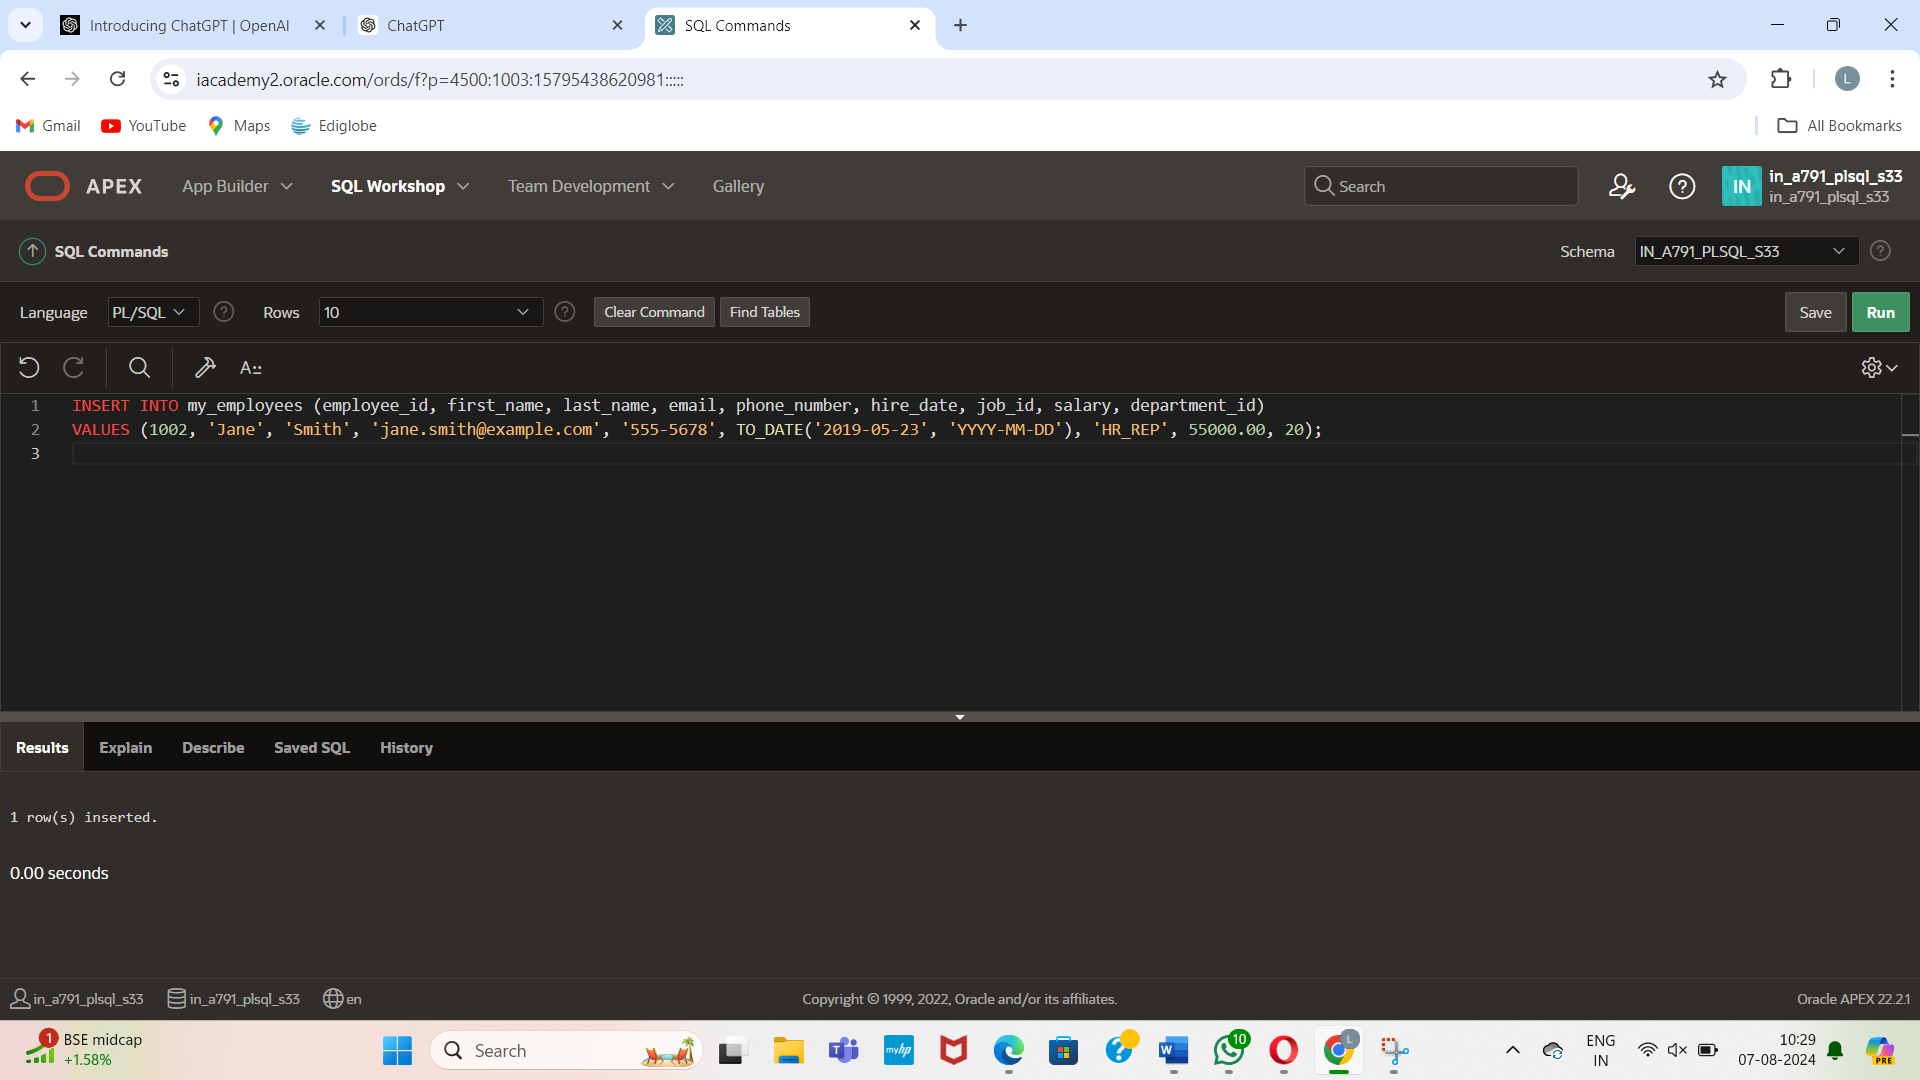 Introducing ChatGPT | OpenAI
ChatGPT
SQL Commands
iacademy2.oracle.com/ords/f?p=4500:1003:15795438620981:::::
L
Gmail
YouTube
Maps
Ediglobe
All Bookmarks
APEX
App Builder
SQL Workshop
Team Development
Gallery
Search
IN
in_a791_plsql_s33
in_a791_plsql_s33
SQL Commands
Schema
IN_A791_PLSQL_S33
Language
PL/SQL
Rows
10
Clear Command
Find Tables
Save
Run
A
1 INSERT INTO my_employees (employee_id, first_name, last_name, email, phone_number, hire_date, job_id, salary, department_id)
2 VALUES (1002, 'Jane', 'Smith', 'jane.smith@example.com', '555-5678', TO_DATE('2019-05-23', 'YYYY-MM-DD'), 'HR_REP', 55000.00, 20);
3
Results
Explain
Describe
Saved SQL
History
1 row(s) inserted.
0.00 seconds
in_a791_plsql_s33
in_a791_plsql_s33
en
Copyright © 1999, 2022, Oracle and/or its affiliates.
Oracle APEX 22.2.1
1
BSE midcap
+1.58%
Search
T
myhp
?
W
10
L
ENG
IN
10:29
07-08-2024
PRE